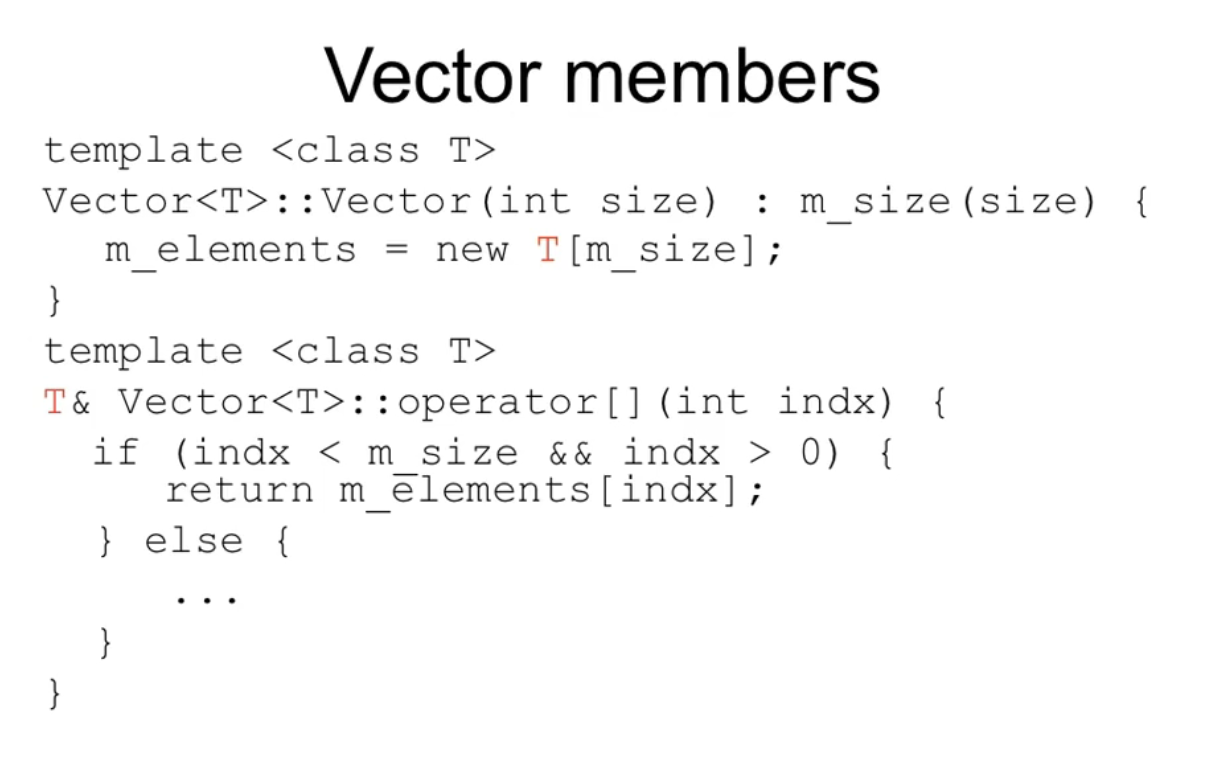 Vector members
template <class T>
Vector<T>::Vector(int size) : m_size(size) {
m_elements = new T[m_size];
}
template <class T>
T& Vector<T>::operator[](int indx) {
if (indx < m_size && indx > 0) {
return m_elements[indx];
} else {
...
}
}